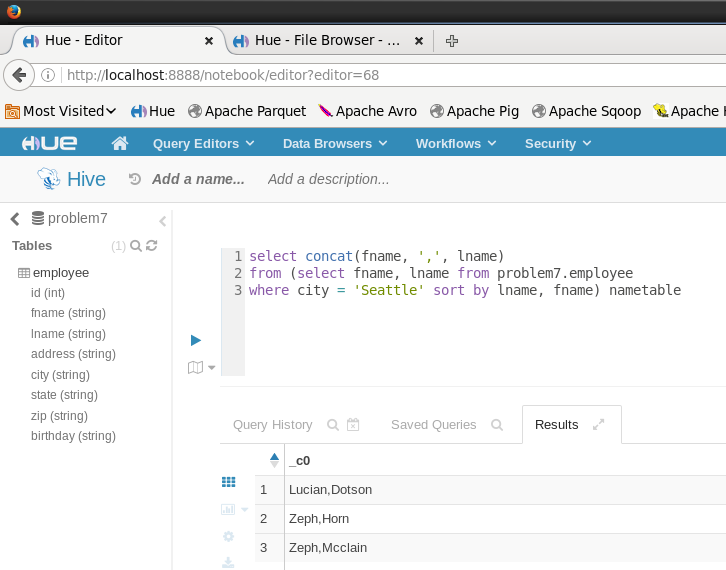 Hue - Editor
Hue - File Browser - ...
http://localhost:8888/notebook/editor?editor=68
Most Visited
Hue
Apache Parquet
Apache Avro
Apache Pig
Apache Sqoop
Apache
HUE
Query Editors
Data Browsers
Workflows
Security
Hive
Add a name...
Add a description...
problem7
Tables
(1)
employee
id (int)
fname (string)
lname (string)
address (string)
city (string)
state (string)
zip (string)
birthday (string)
1 select concat(fname, ',', lname)
2 from (select fname, lname from problem7.employee
3 where city = 'Seattle' sort by lname, fname) nametable
Query History
Saved Queries
Results
_c0
1 Lucian,Dotson
2 Zeph,Horn
3 Zeph,Mcclain